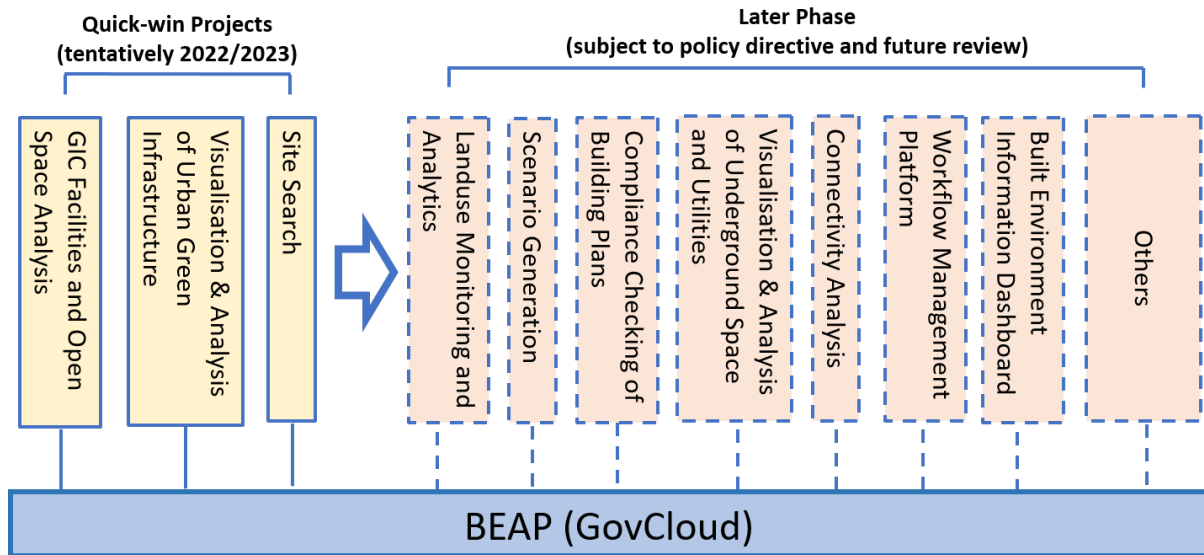 Quick-win Projects
(tentatively 2022/2023)
Later Phase
(subject to policy directive and future review)
GIC Facilities and Open
Space Analysis
Visualisation & Analysis
of Urban Green
Infrastructure
Site Search
Landuse Monitoring and
Analytics
Scenario Generation
Compliance Checking of
Building Plans
Visualisation & Analysis
of Underground Space
and Utilities
Connectivity Analysis
Workflow Management
Platform
Built Environment
Information Dashboard
Others
BEAP (GovCloud)